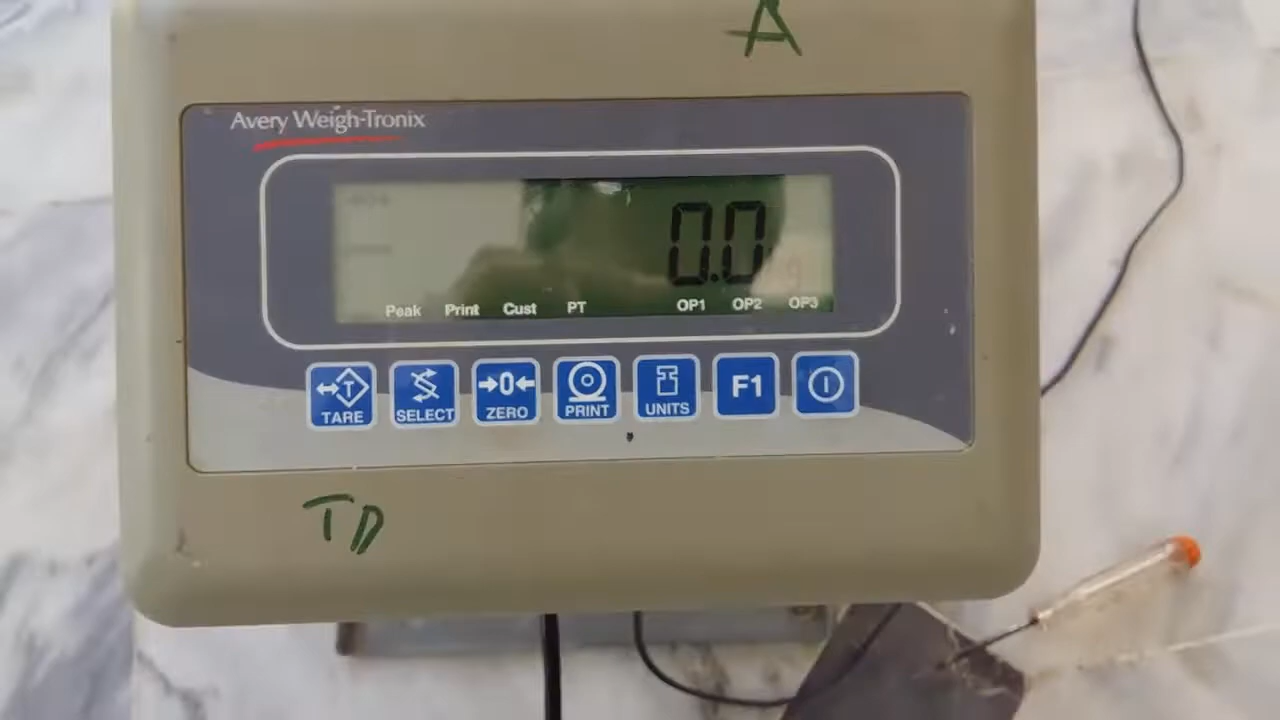 A
Avery Weigh-Tronix
0.0
Peak Print Cust PT OP1 OP2 OP3
T
0
F1
TARE SELECT ZERO PRINT UNITS
TD